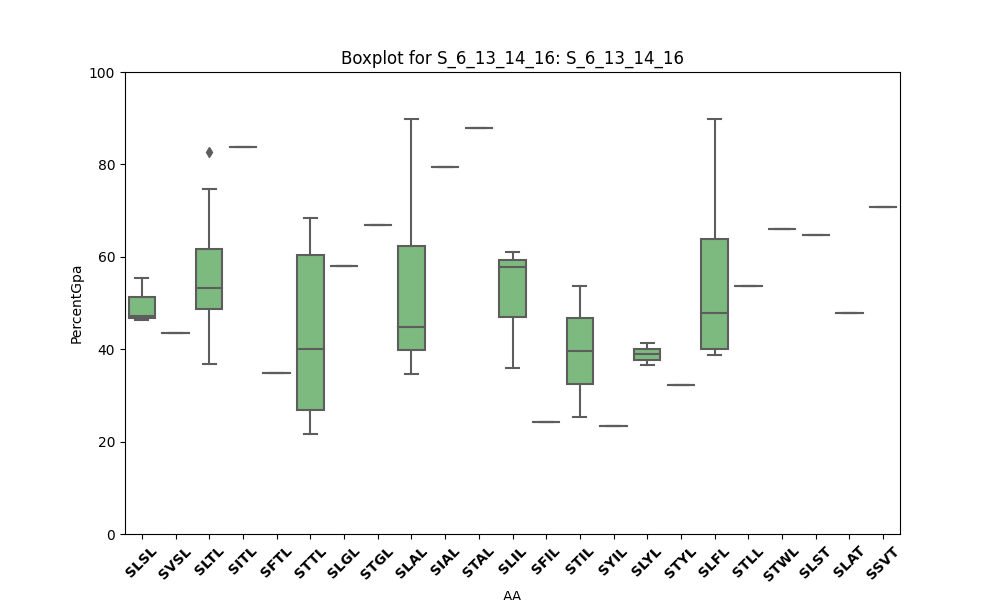 Boxplot for S_6_13_14_16: S_6_13_14_16
100
80
60
40
20
0
PercentGpa
SLSL
SVSL
SLTL
SITL
SFTL
STTL
SLGL
STGL
SLAL
SIAL
STAL
SLIL
SFIL
STIL
SYIL
SLYL
STYL
SLFL
STLL
STWL
SLST
SLAT
SSVT
AA